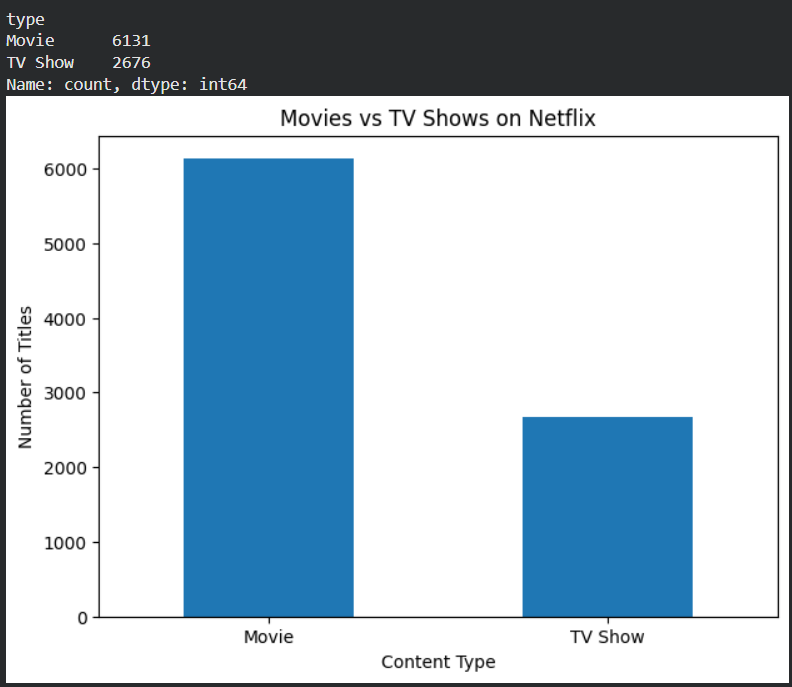 type
Movie      6131
TV Show    2676
Name: count, dtype: int64
Movies vs TV Shows on Netflix
6000
5000
4000
3000
2000
1000
0
Number of Titles
Movie TV Show
Content Type